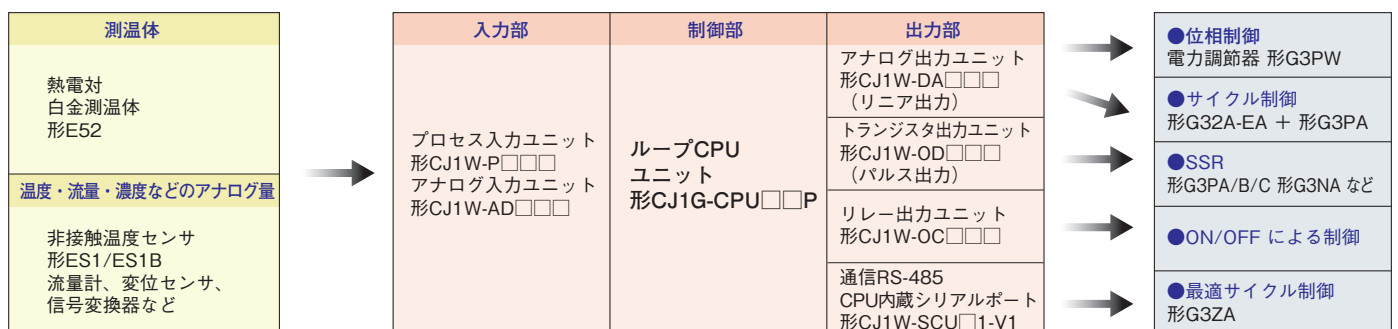 測温体
熱電対
白金測温体
形E52
温度・流量・濃度などのアナログ量
非接触温度センサ
形ES1/ES1B
流量計、変位センサ、
信号変換器など
入力部
プロセス入力ユニット
形CJ1W-P□□□
アナログ入力ユニット
形CJ1W-AD□□□
制御部
ループCPU
ユニット
形CJ1G-CPU□□P
出力部
アナログ出力ユニット
形CJ1W-DA□□□
（リニア出力）
トランジスタ出力ユニット
形CJ1W-OD□□□
（パルス出力）
リレー出力ユニット
形CJ1W-OC□□□
通信RS-485
CPU内蔵シリアルポート
形CJ1W-SCU□1-V1
●位相制御
電力調節器 形G3PW
●サイクル制御
形G32A-EA ＋ 形G3PA
●SSR
形G3PA/B/C 形G3NA など
●ON/OFF による制御
●最適サイクル制御
形G3ZA